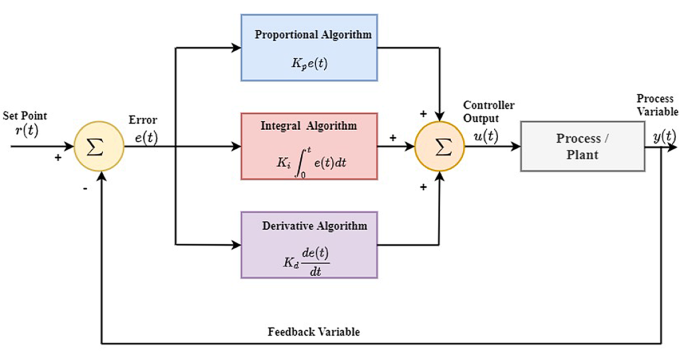 Proportional Algorithm
K_p e(t)
Set Point
r(t)
+
-
Σ
Error
e(t)
Integral Algorithm
K_i ∫_0^t e(t)dt
Derivative Algorithm
K_d de(t)/dt
+
+
+
Σ
Controller
Output
u(t)
Process /
Plant
Process
Variable
y(t)
Feedback Variable